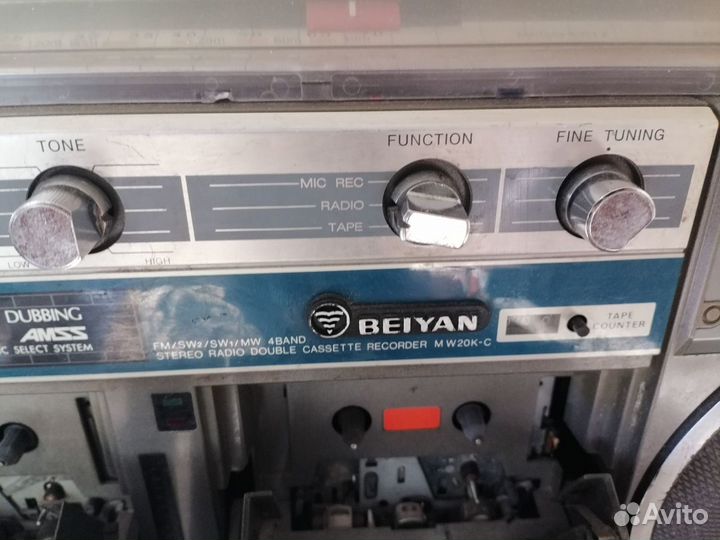 TONE
FUNCTION
FINE TUNING
MIC REC
RADIO
TAPE
LOW
HIGH
DUBBING
AMSS
SELECT SYSTEM
BEIYAN
TAPE
COUNTER
FM/SW2/SW1/MW 4BAND
STEREO RADIO DOUBLE CASSETTE RECORDER MW20K-C
Avito